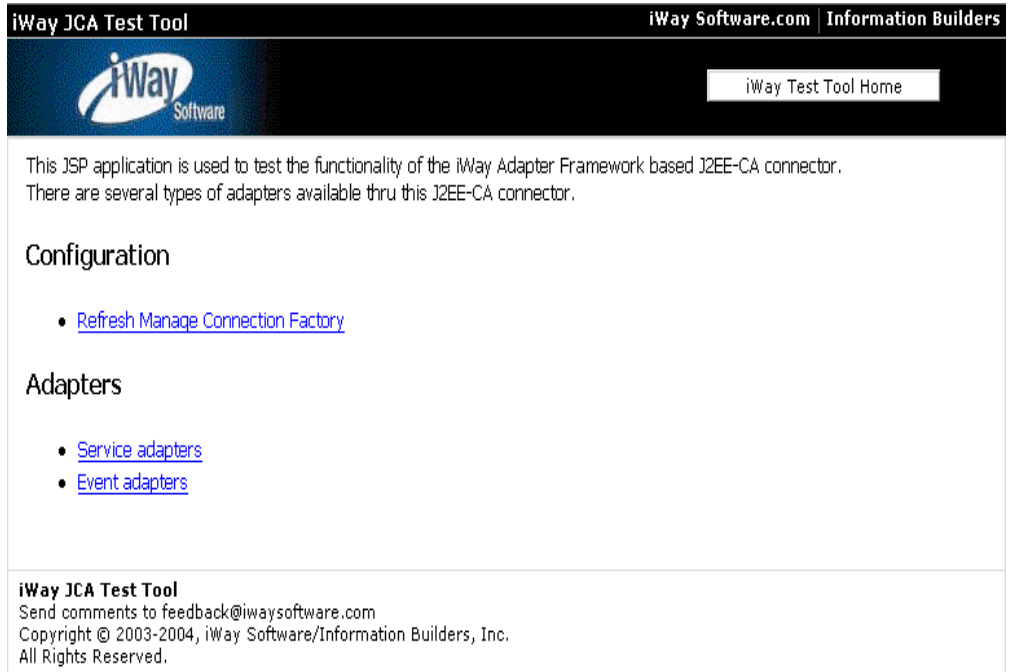 iWay JCA Test Tool
iWay Software.com | Information Builders
iWay
Software
iWay Test Tool Home
This JSP application is used to test the functionality of the iWay Adapter Framework based J2EE-CA connector.
There are several types of adapters available thru this J2EE-CA connector.
Configuration
• Refresh Manage Connection Factory
Adapters
• Service adapters
• Event adapters
iWay JCA Test Tool
Send comments to feedback@iwaysoftware.com
Copyright © 2003-2004, iWay Software/Information Builders, Inc.
All Rights Reserved.